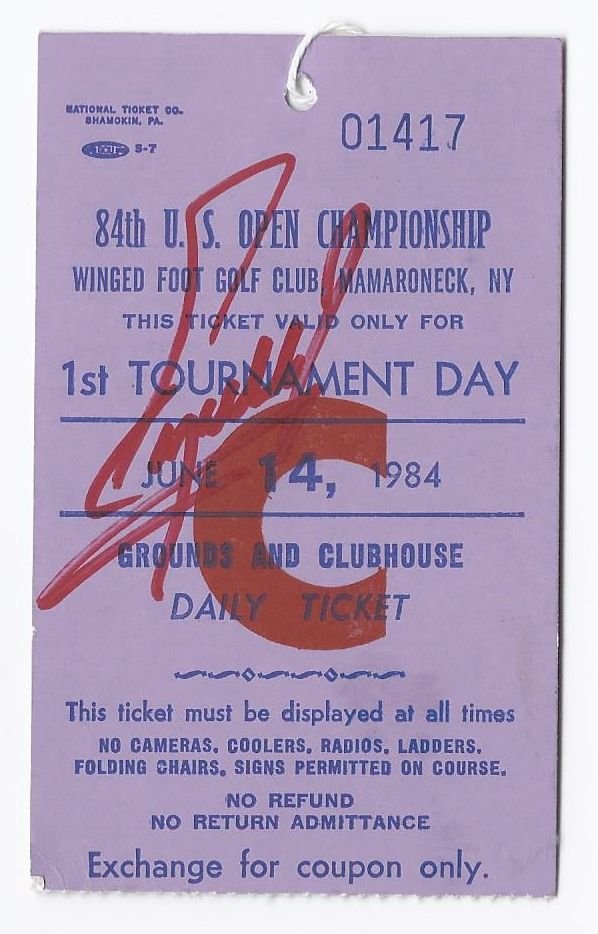 NATIONAL TICKET CO.
SHAMOKIN, PA.
S-7
01417
84th U. S. OPEN CHAMPIONSHIP
WINGED FOOT GOLF CLUB, MAMARONECK, NY
THIS TICKET VALID ONLY FOR
1st TOURNAMENT DAY
JUNE 14, 1984
C
GROUNDS AND CLUBHOUSE
DAILY TICKET
This ticket must be displayed at all times
NO CAMERAS, COOLERS, RADIOS, LADDERS,
FOLDING CHAIRS, SIGNS PERMITTED ON COURSE.
NO REFUND
NO RETURN ADMITTANCE
Exchange for coupon only.